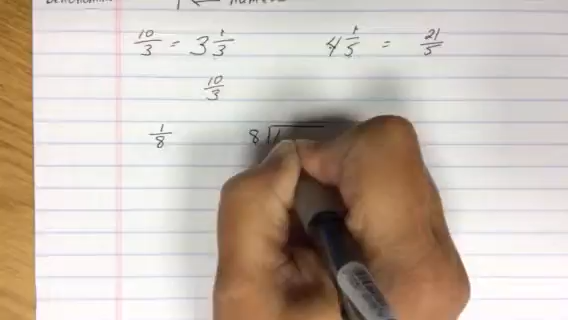 10/3 = 3 1/3 4 1/5 = 21/5
10/3
1/8 8